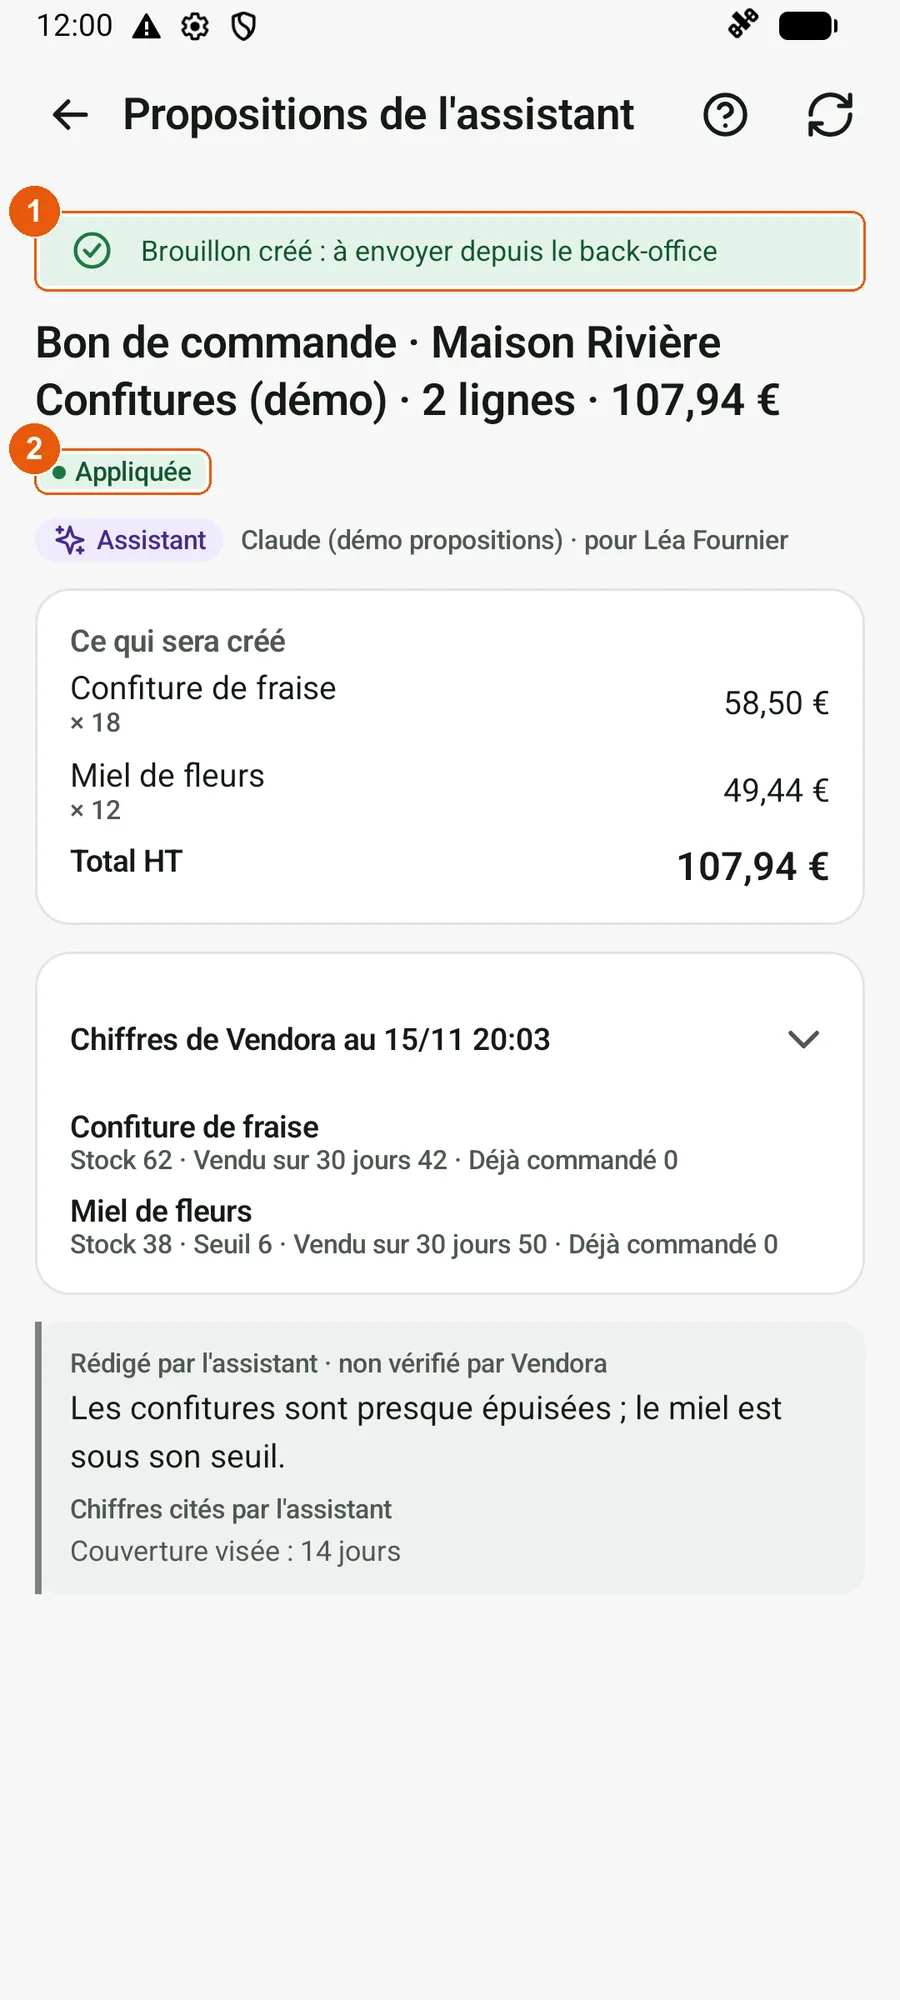 12:00
Propositions de l'assistant
1
Brouillon créé : à envoyer depuis le back-office
Bon de commande · Maison Rivière
Confitures (démo) · 2 lignes · 107,94 €
2
Appliquée
Assistant
Claude (démo propositions) · pour Léa Fournier
Ce qui sera créé
Confiture de fraise
× 18
58,50 €
Miel de fleurs
× 12
49,44 €
Total HT
107,94 €
Chiffres de Vendora au 15/11 20:03
Confiture de fraise
Stock 62 · Vendu sur 30 jours 42 · Déjà commandé 0
Miel de fleurs
Stock 38 · Seuil 6 · Vendu sur 30 jours 50 · Déjà commandé 0
Rédigé par l'assistant · non vérifié par Vendora
Les confitures sont presque épuisées ; le miel est
sous son seuil.
Chiffres cités par l'assistant
Couverture visée : 14 jours